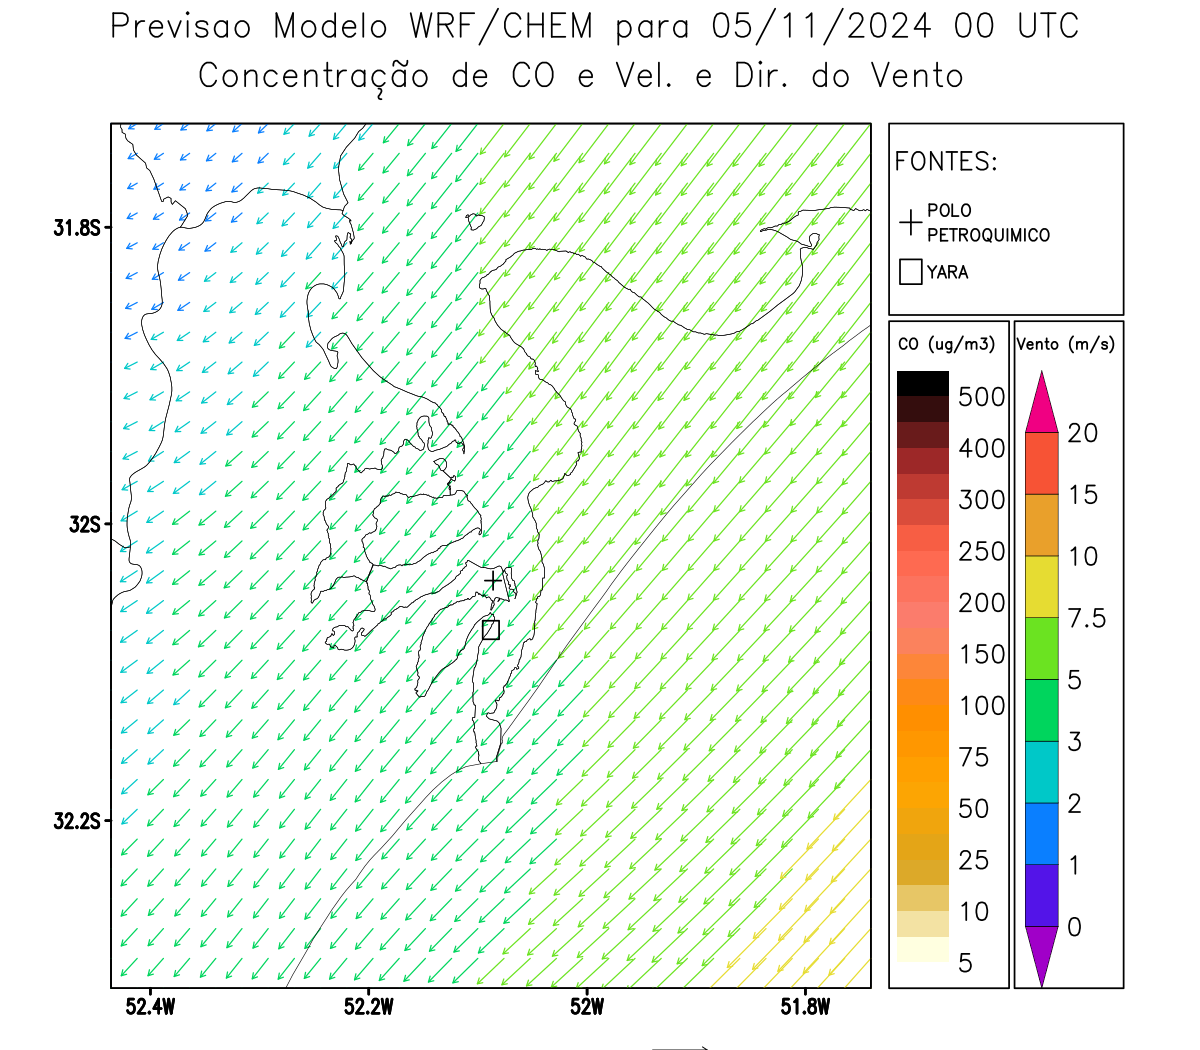 Previsao Modelo WRF/CHEM para 05/11/2024 00 UTC
Concentração de CO e Vel. e Dir. do Vento
FONTES:
POLO
PETROQUIMICO
YARA
CO (ug/m3)
500
400
300
250
200
150
100
75
50
25
10
5
Vento (m/s)
20
15
10
7.5
5
3
2
1
0
31.8S
32S
32.2S
52.4W
52.2W
52W
51.8W